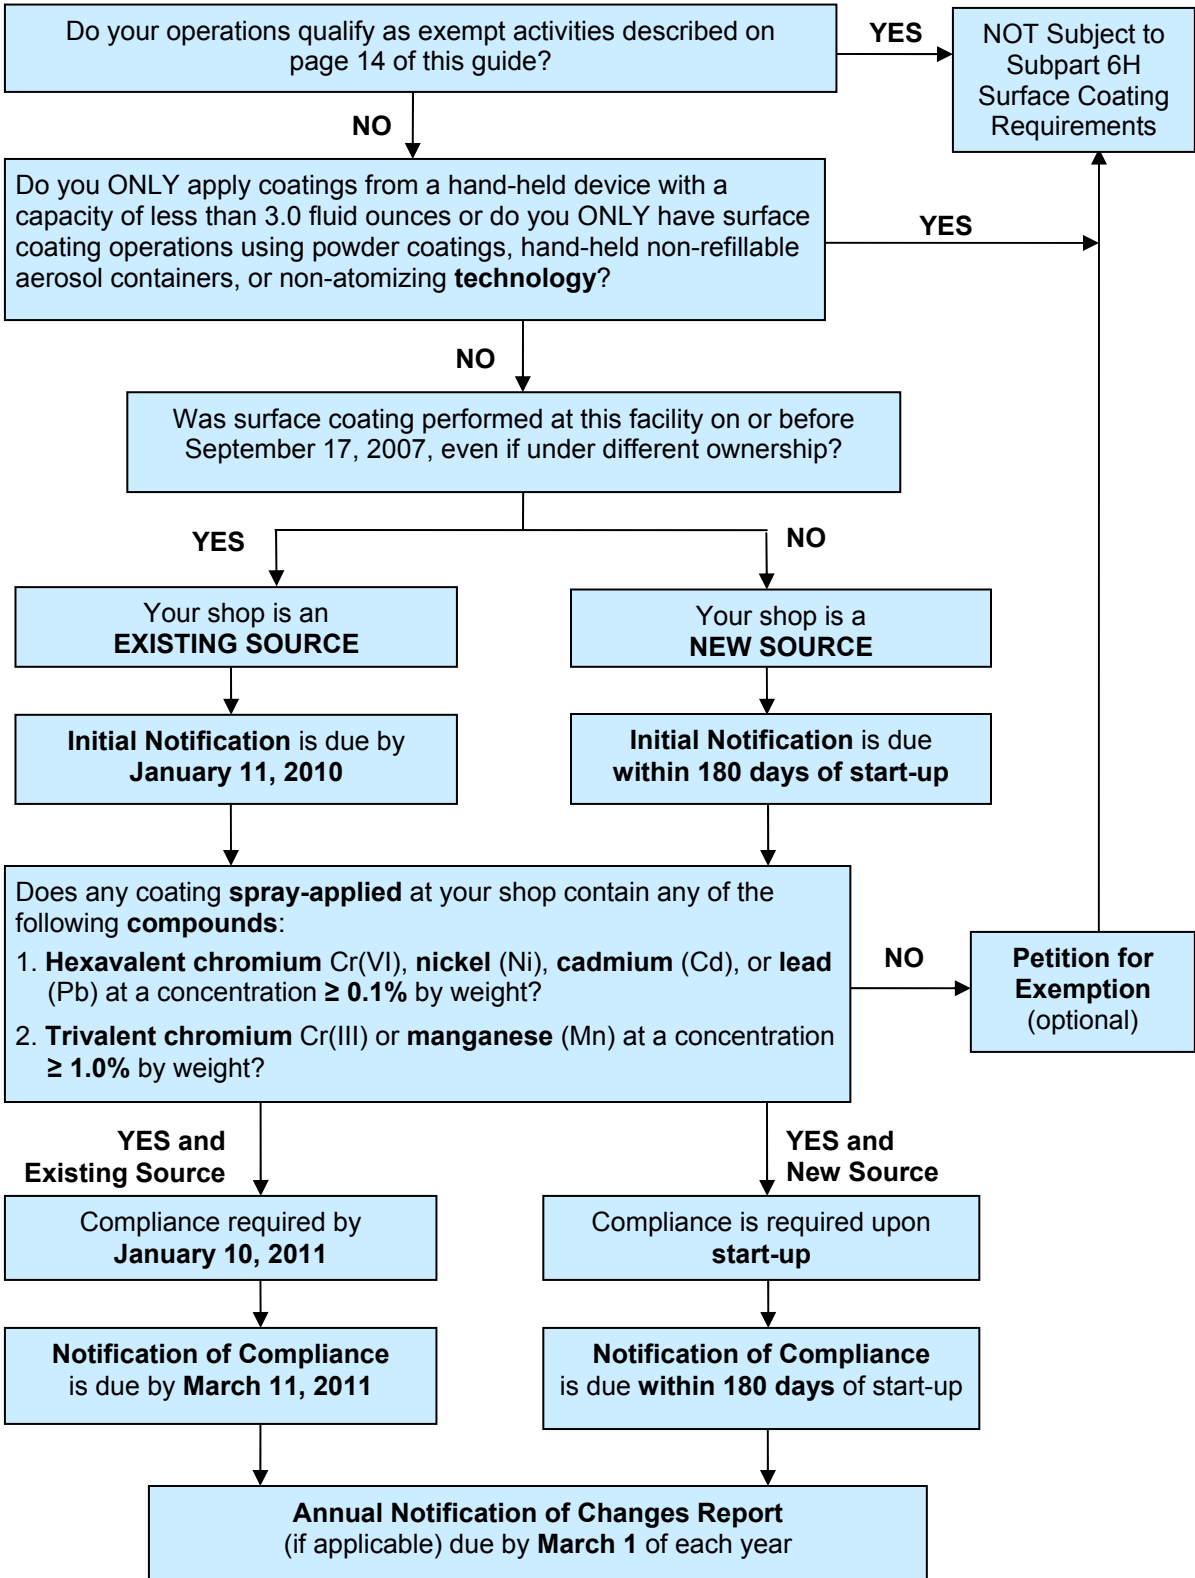 Do your operations qualify as exempt activities described on
page 14 of this guide?
YES
NOT Subject to
Subpart 6H
Surface Coating
Requirements
NO
Do you ONLY apply coatings from a hand-held device with a
capacity of less than 3.0 fluid ounces or do you ONLY have surface
coating operations using powder coatings, hand-held non-refillable
aerosol containers, or non-atomizing technology?
YES
NO
Was surface coating performed at this facility on or before
September 17, 2007, even if under different ownership?
YES
NO
Your shop is an
EXISTING SOURCE
Your shop is a
NEW SOURCE
Initial Notification is due by
January 11, 2010
Initial Notification is due
within 180 days of start-up
Does any coating spray-applied at your shop contain any of the
following compounds:
1. Hexavalent chromium Cr(VI), nickel (Ni), cadmium (Cd), or lead
(Pb) at a concentration ≥ 0.1% by weight?
2. Trivalent chromium Cr(III) or manganese (Mn) at a concentration
≥ 1.0% by weight?
NO
Petition for
Exemption
(optional)
YES and
Existing Source
YES and
New Source
Compliance required by
January 10, 2011
Compliance is required upon
start-up
Notification of Compliance
is due by March 11, 2011
Notification of Compliance
is due within 180 days of start-up
Annual Notification of Changes Report
(if applicable) due by March 1 of each year